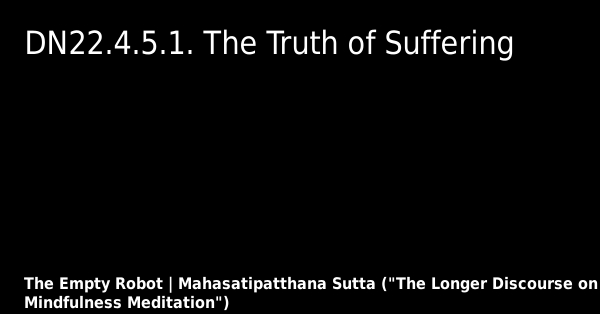 DN22.4.5.1. The Truth of Suffering
The Empty Robot | Mahasatipatthana Sutta ("The Longer Discourse on
Mindfulness Meditation")